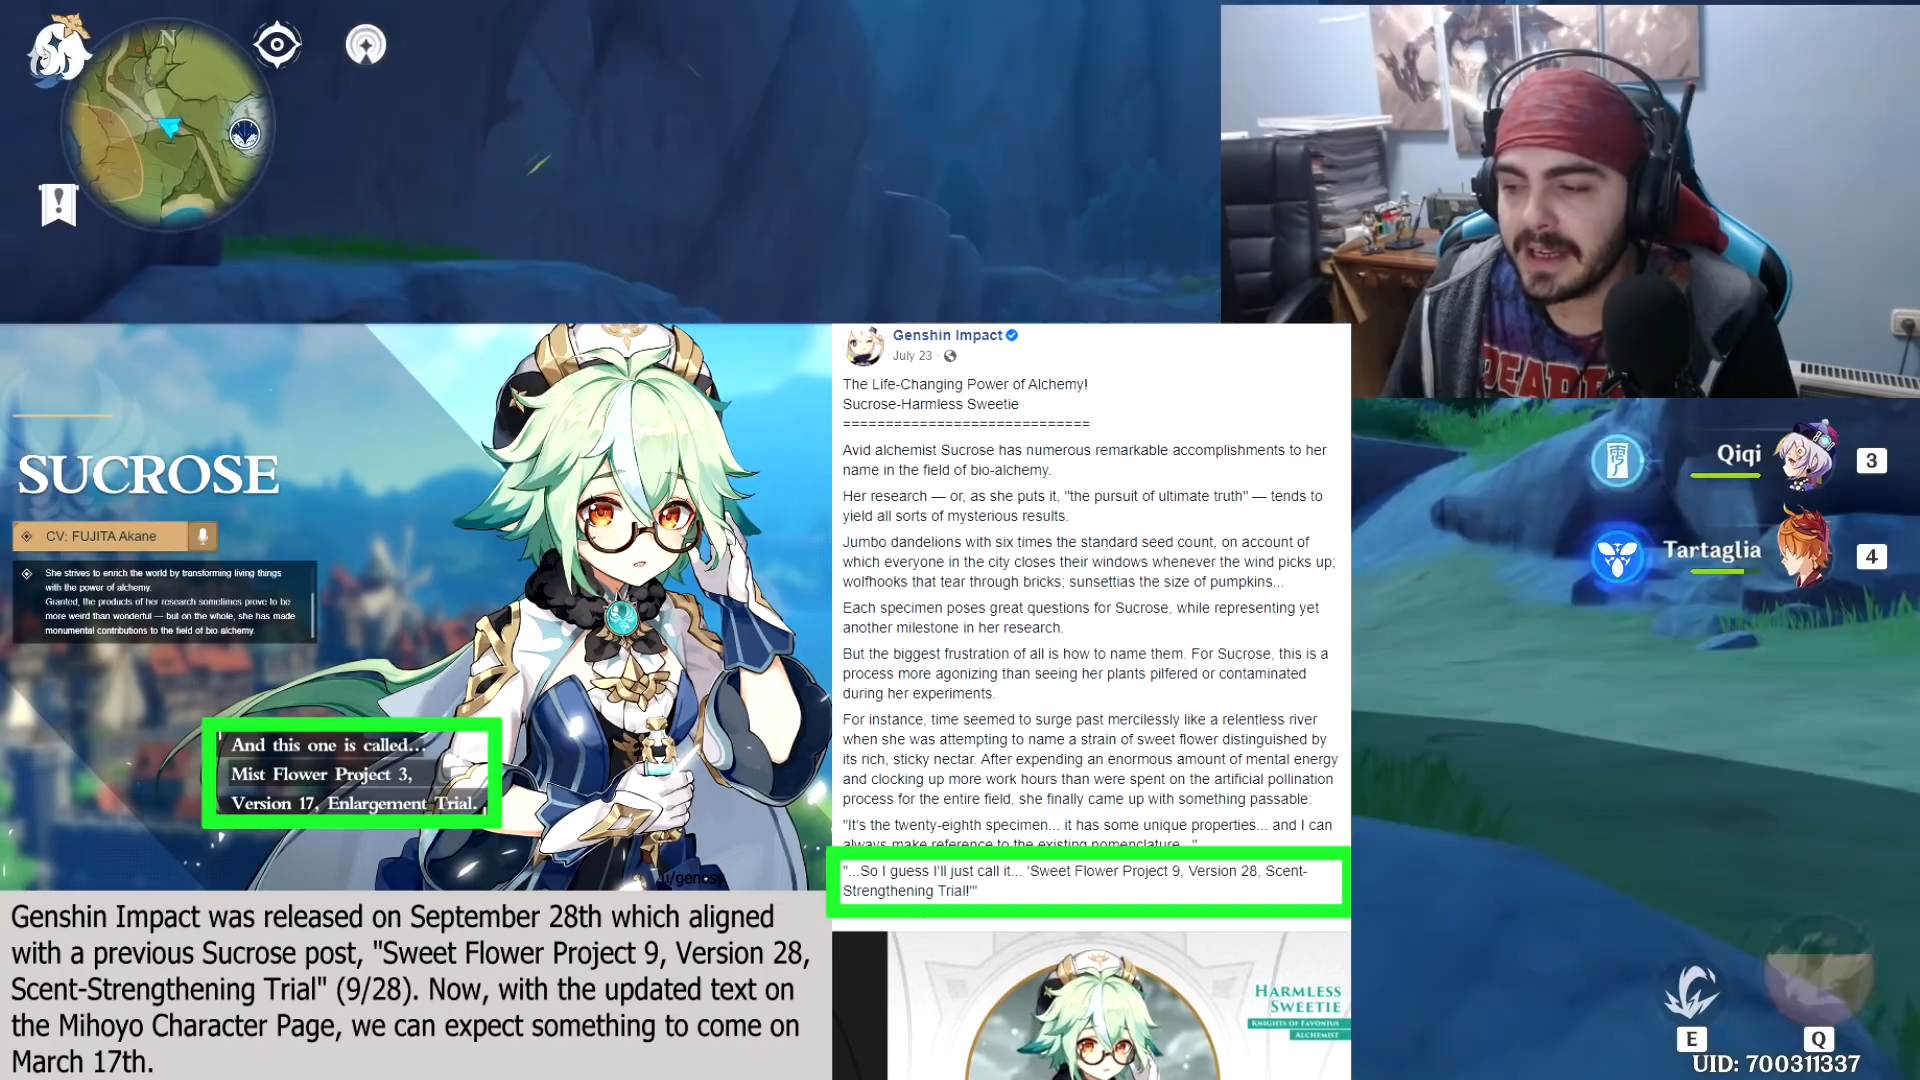 N
SUCROSE
CV: FUJITA Akane
She strives to enrich the world by transforming living things
with the power of alchemy.
Granted, the products of her research sometimes prove to be
more weird than wonderful — but on the whole, she has made
monumental contributions to the field of bio alchemy.
And this one is called...
Mist Flower Project 3,
Version 17, Enlargement Trial.
u/genosy
Genshin Impact was released on September 28th which aligned
with a previous Sucrose post, "Sweet Flower Project 9, Version 28,
Scent-Strengthening Trial" (9/28). Now, with the updated text on
the Mihoyo Character Page, we can expect something to come on
March 17th.
Genshin Impact
July 23 ·
The Life-Changing Power of Alchemy!
Sucrose-Harmless Sweetie
=============================
Avid alchemist Sucrose has numerous remarkable accomplishments to her
name in the field of bio-alchemy.
Her research — or, as she puts it, "the pursuit of ultimate truth" — tends to
yield all sorts of mysterious results.
Jumbo dandelions with six times the standard seed count, on account of
which everyone in the city closes their windows whenever the wind picks up;
wolfhooks that tear through bricks; sunsettias the size of pumpkins...
Each specimen poses great questions for Sucrose, while representing yet
another milestone in her research.
But the biggest frustration of all is how to name them. For Sucrose, this is a
process more agonizing than seeing her plants pilfered or contaminated
during her experiments.
For instance, time seemed to surge past mercilessly like a relentless river
when she was attempting to name a strain of sweet flower distinguished by
its rich, sticky nectar. After expending an enormous amount of mental energy
and clocking up more work hours than were spent on the artificial pollination
process for the entire field, she finally came up with something passable:
"It's the twenty-eighth specimen... it has some unique properties... and I can
always make reference to the existing nomenclature..."
"...So I guess I'll just call it... 'Sweet Flower Project 9, Version 28, Scent-
Strengthening Trial!'"
HARMLESS
SWEETIE
KNIGHTS OF FAVONIUS
ALCHEMIST
Qiqi
3
Tartaglia
4
E
Q
UID: 700311337